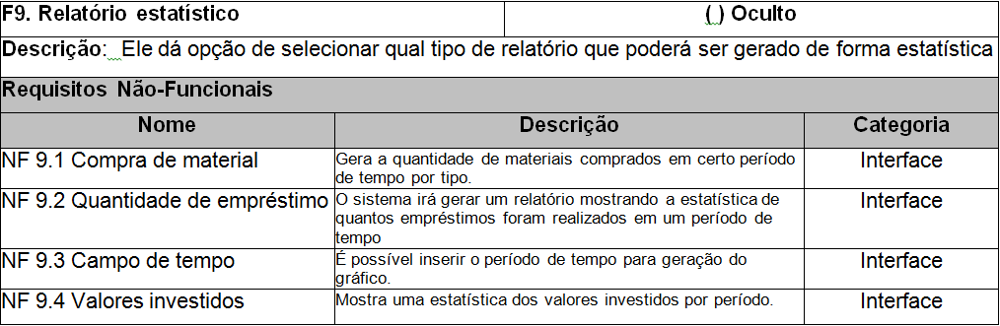 F9. Relatório estatístico ( ) Oculto
Descrição: Ele dá opção de selecionar qual tipo de relatório que poderá ser gerado de forma estatística
Requisitos Não-Funcionais
Nome Descrição Categoria
NF 9.1 Compra de material Gera a quantidade de materiais comprados em certo período Interface
de tempo por tipo.
NF 9.2 Quantidade de empréstimo O sistema irá gerar um relatório mostrando a estatística de Interface
quantos empréstimos foram realizados em um período de
tempo
NF 9.3 Campo de tempo É possível inserir o período de tempo para geração do Interface
gráfico.
NF 9.4 Valores investidos Mostra uma estatística dos valores investidos por período. Interface